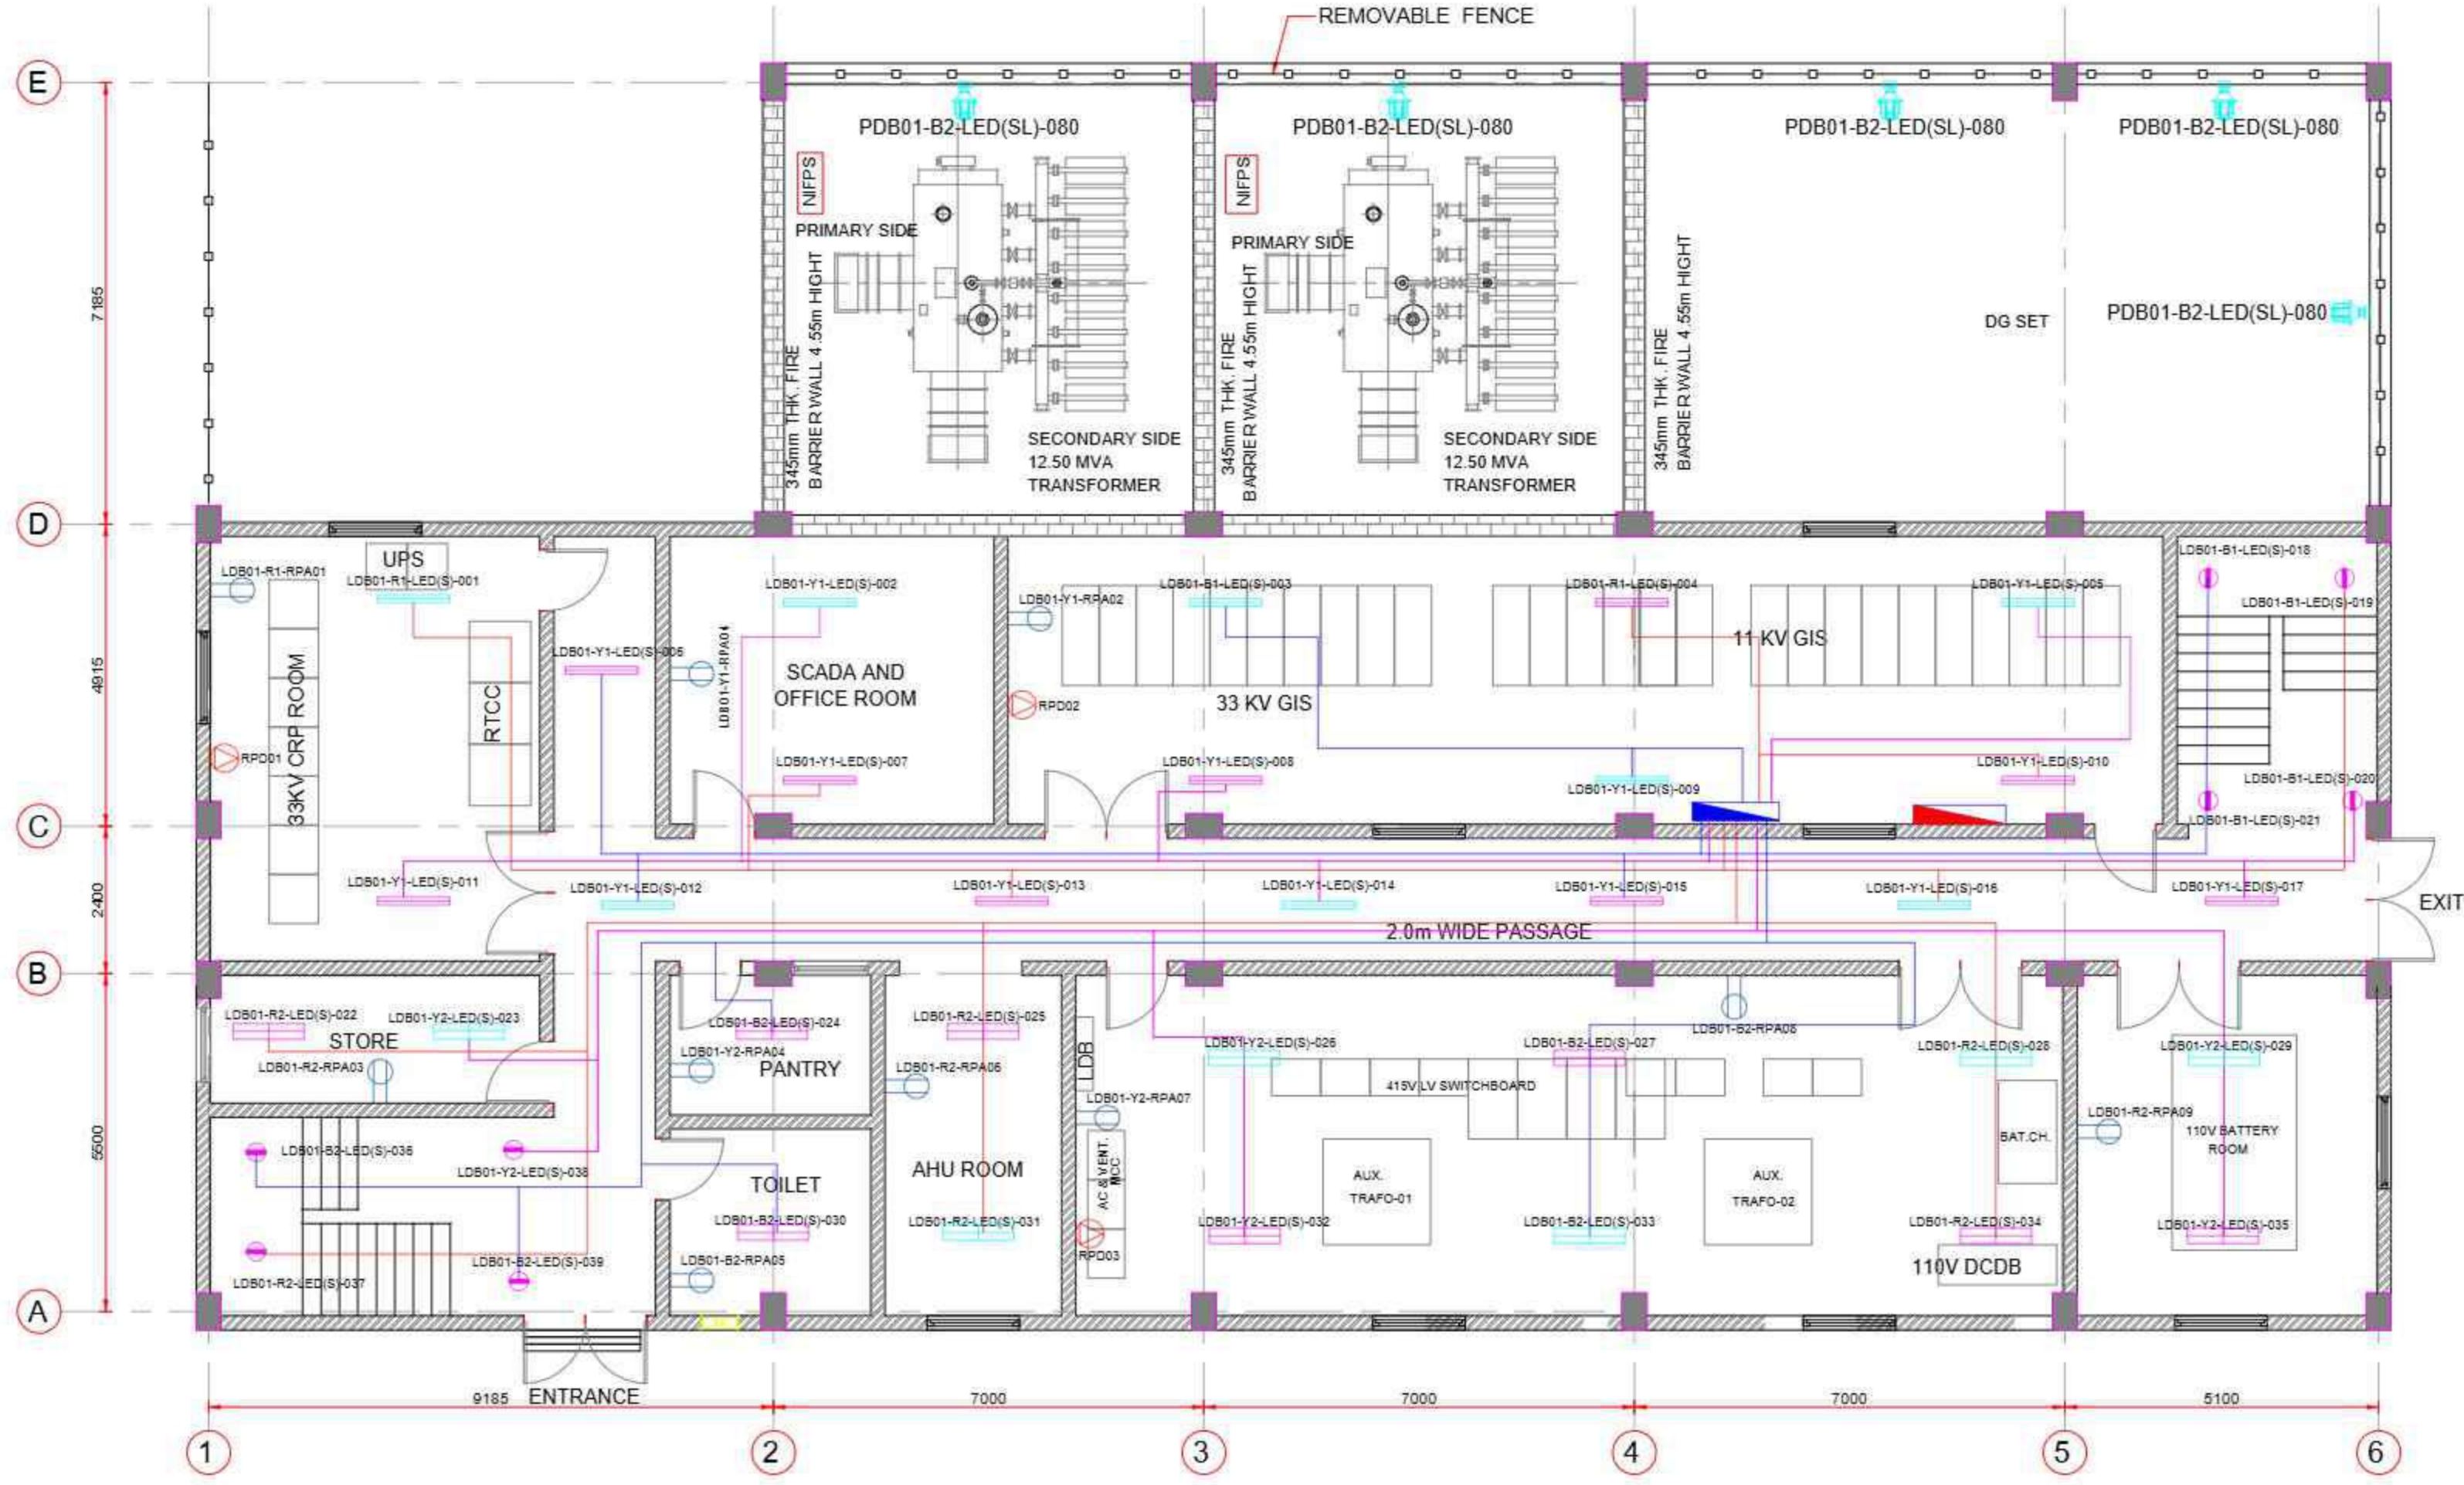 REMOVABLE FENCE
E
PDB01-B2-LED(SL)-080
PDB01-B2-LED(SL)-080
PDB01-B2-LED(SL)-080
PDB01-B2-LED(SL)-080
NIFPS
NIFPS
PRIMARY SIDE
PRIMARY SIDE
7185
345mm THK. FIRE
BARRIER WALL 4.55m HIGHT
345mm THK. FIRE
BARRIER WALL 4.55m HIGHT
345mm THK. FIRE
BARRIER WALL 4.55m HIGHT
DG SET
PDB01-B2-LED(SL)-080
SECONDARY SIDE
12.50 MVA
TRANSFORMER
SECONDARY SIDE
12.50 MVA
TRANSFORMER
D
UPS
LDB01-R1-RPA01
LDB01-R1-LED(S)-001
LDB01-Y1-LED(S)-002
LDB01-Y1-RPA02
LDB01-B1-LED(S)-003
LDB01-R1-LED(S)-004
LDB01-Y1-LED(S)-005
LDB01-B1-LED(S)-018
LDB01-B1-LED(S)-019
4915
33KV CRP ROOM
RTCC
LDB01-Y1-LED(S)-006
LDB01-Y1-RPA04
SCADA AND
OFFICE ROOM
33 KV GIS
11 KV GIS
RPD01
RPD02
LDB01-Y1-LED(S)-007
LDB01-Y1-LED(S)-008
LDB01-Y1-LED(S)-009
LDB01-Y1-LED(S)-010
LDB01-B1-LED(S)-020
LDB01-B1-LED(S)-021
C
LDB01-Y1-LED(S)-011
LDB01-Y1-LED(S)-012
LDB01-Y1-LED(S)-013
LDB01-Y1-LED(S)-014
LDB01-Y1-LED(S)-015
LDB01-Y1-LED(S)-016
LDB01-Y1-LED(S)-017
2400
EXIT
2.0m WIDE PASSAGE
B
LDB01-R2-LED(S)-022
LDB01-Y2-LED(S)-023
STORE
LDB01-R2-RPA03
LDB01-B2-LED(S)-024
LDB01-Y2-RPA04
PANTRY
LDB01-R2-LED(S)-025
LDB01-R2-RPA06
LDB
LDB01-Y2-RPA07
LDB01-Y2-LED(S)-026
LDB01-B2-LED(S)-027
LDB01-B2-RPA08
LDB01-R2-LED(S)-028
LDB01-Y2-LED(S)-029
415V LV SWITCHBOARD
LDB01-R2-RPA09
110V BATTERY
ROOM
BAT.CH.
5500
LDB01-B2-LED(S)-036
LDB01-Y2-LED(S)-038
TOILET
AHU ROOM
AC & VENT.
MCC
AUX.
TRAFO-01
AUX.
TRAFO-02
LDB01-B2-LED(S)-030
LDB01-R2-LED(S)-031
LDB01-Y2-LED(S)-032
LDB01-B2-LED(S)-033
LDB01-R2-LED(S)-034
LDB01-Y2-LED(S)-035
LDB01-R2-LED(S)-037
LDB01-B2-LED(S)-039
LDB01-B2-RPA05
RPD03
110V DCDB
A
9185
ENTRANCE
7000
7000
7000
5100
1
2
3
4
5
6